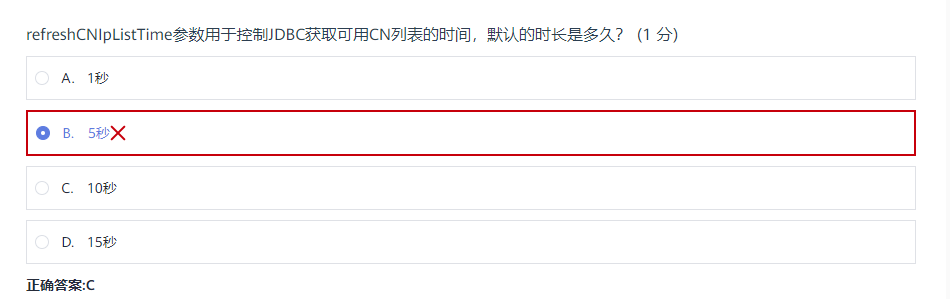 refreshCNIpListTime参数用于控制JDBC获取可用CN列表的时间，默认的时长是多久？ (1 分)
A. 1秒
B. 5秒
C. 10秒
D. 15秒
正确答案:C